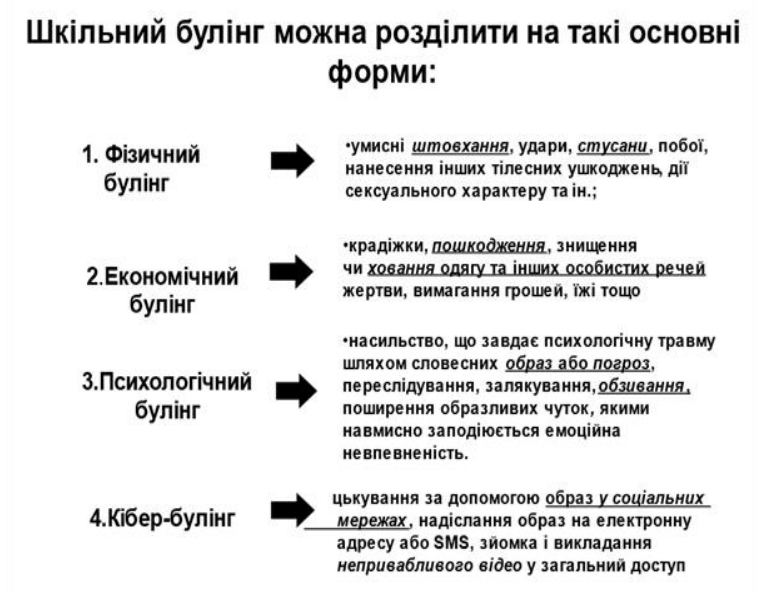 Шкільний булінг можна розділити на такі основні
форми:
1. Фізичний
булінг
•умисні штовхання, удари, стусани, побої,
нанесення інших тілесних ушкоджень, дії
сексуального характеру та ін.;
2.Економічний
булінг
•крадіжки, пошкодження, знищення
чи ховання одягу та інших особистих речей
жертви, вимагання грошей, їжі тощо
3.Психологічний
булінг
•насильство, що завдає психологічну травму
шляхом словесних образ або погроз,
переслідування, залякування, обзивання,
поширення образливих чуток, якими
навмисно заподіюється емоційна
невпевненість.
4.Кібер-булінг
цькування за допомогою образ у соціальних
мережах, надіслання образ на електронну
адресу або SMS, зйомка і викладання
непривабливого відео у загальний доступ